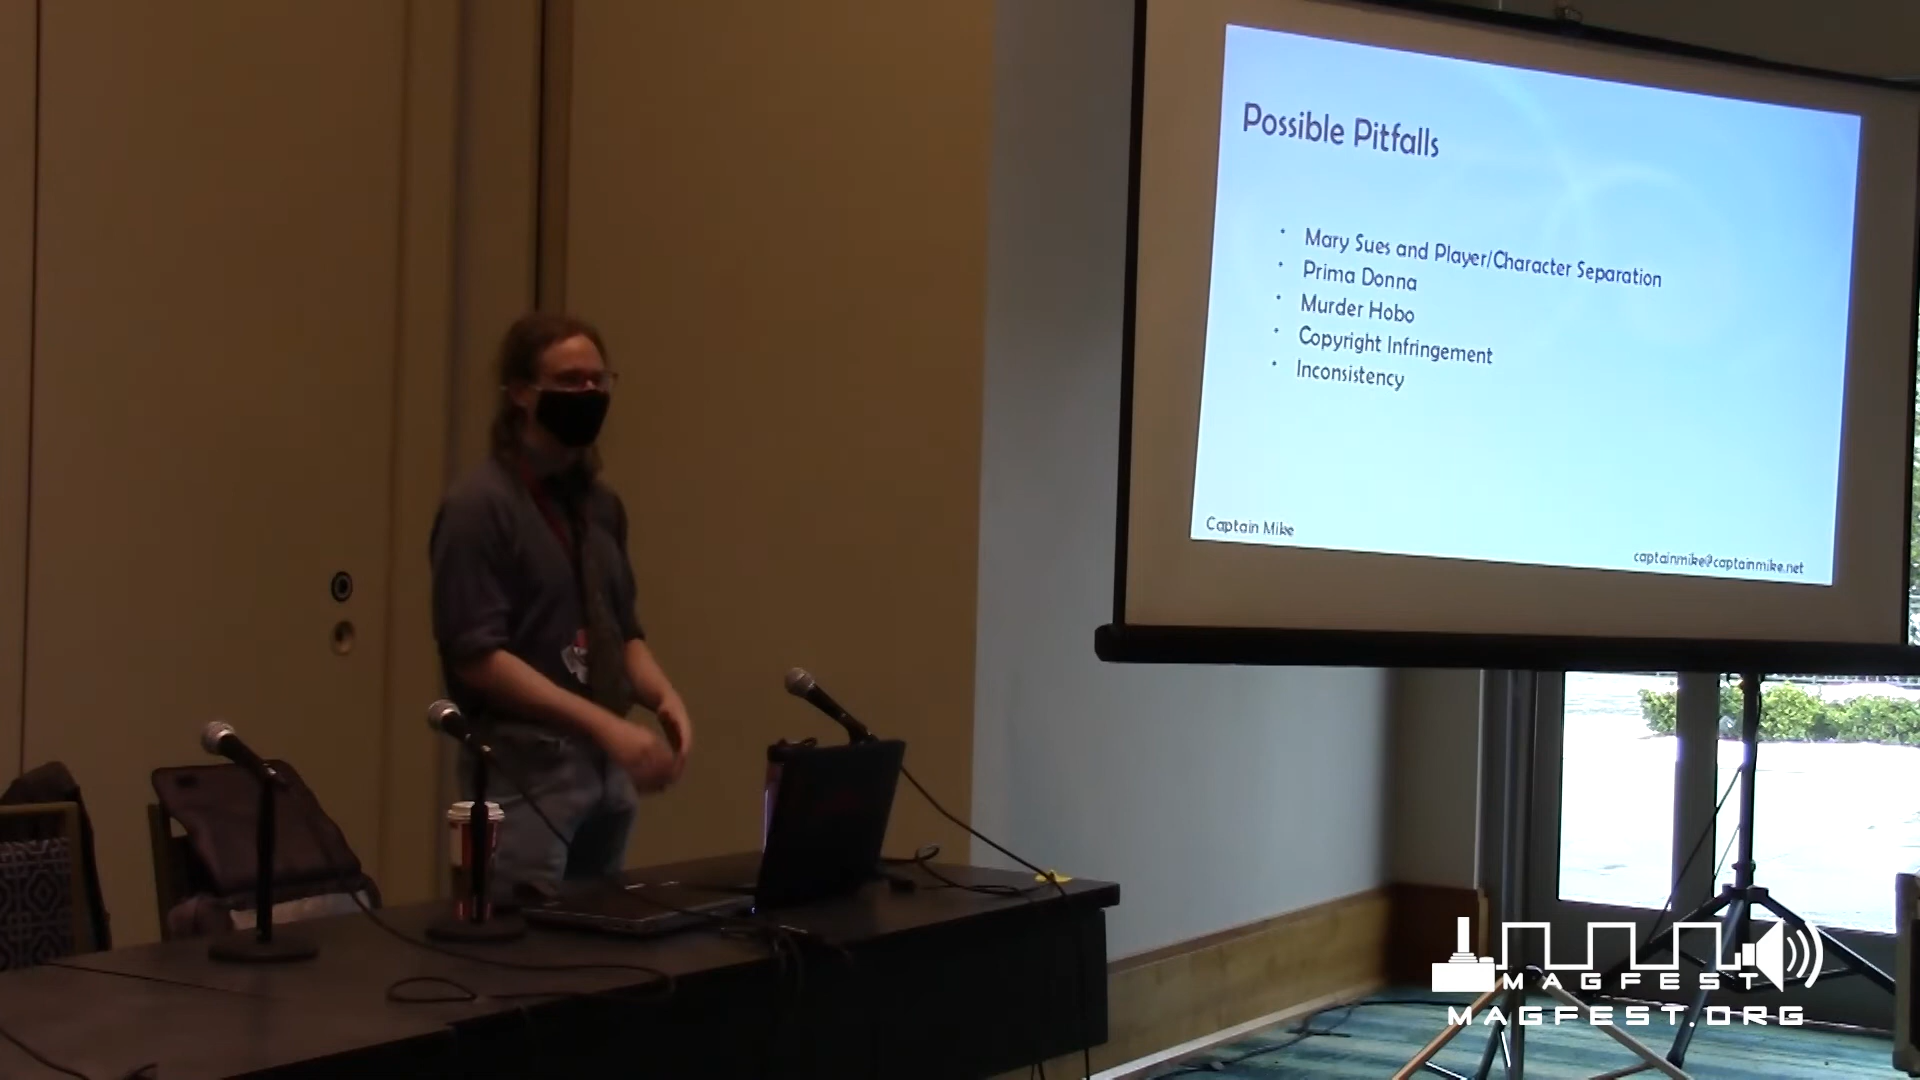 Possible Pitfalls
• Mary Sues and Player/Character Separation
• Prima Donna
• Murder Hobo
• Copyright Infringement
• Inconsistency
Captain Mike
captainmike@captainmike.net
MAGFEST
MAGFEST.ORG